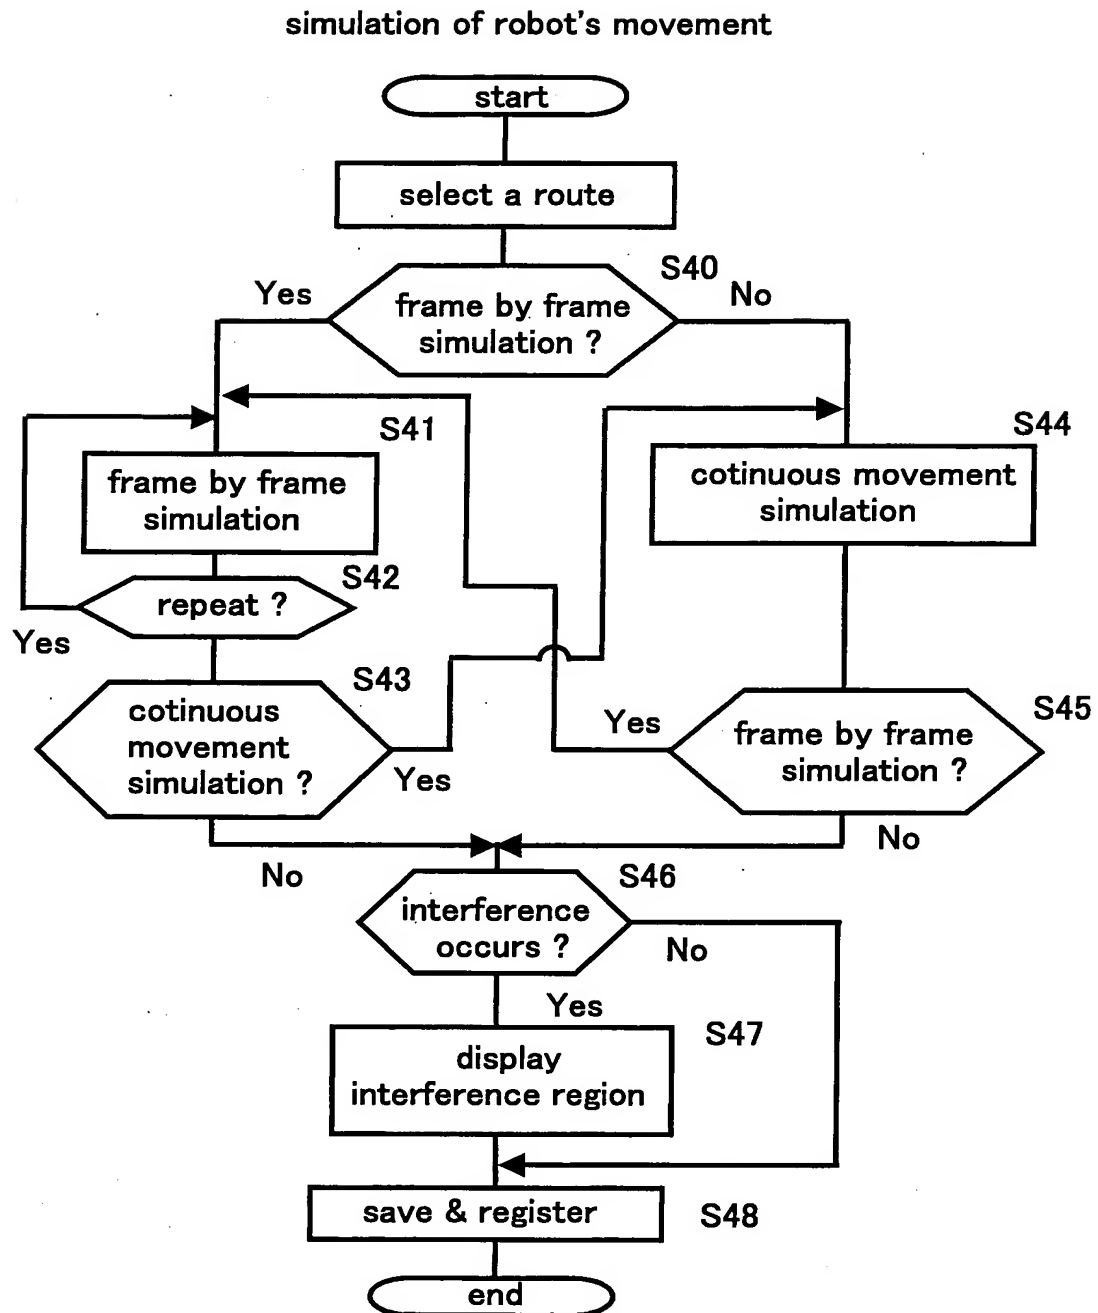 simulation of robot's movement
start
select a route
S40
Yes
frame by frame
simulation ?
No
S41
frame by frame
simulation
S44
cotinuous movement
simulation
S42
repeat ?
Yes
S43
cotinuous
movement
simulation ?
Yes
No
S45
Yes
frame by frame
simulation ?
No
S46
interference
occurs ?
No
Yes
S47
display
interference region
save & register
S48
end